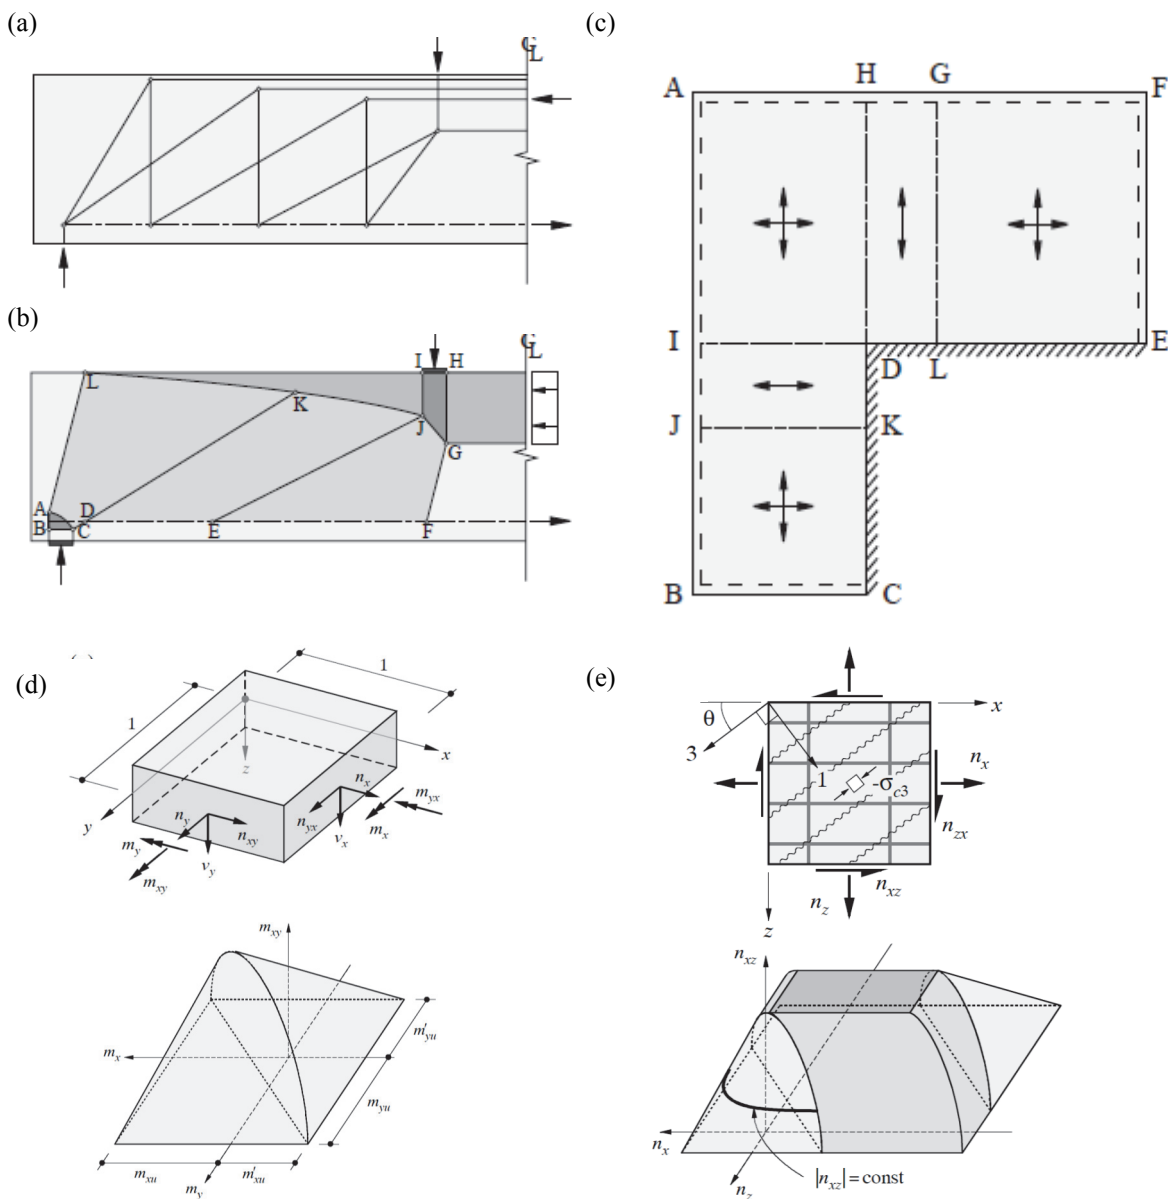 (a)
C
L
(b)
C
L
I H
L
K
J
G
A
D
B
C
E
F
(c)
H G
A
F
I
E
D L
J
K
B
C
(d)
1
1
x
z
y
n_x
m_yx
n_yx
m_x
v_x
n_y
n_xy
m_y
v_y
m_xy
m_xy
m'_yu
m_x
m_yu
m_xu
m'_xu
m_y
(e)
θ
x
3
n_x
1
-σ_c3
n_zx
n_xz
n_z
z
n_xz
n_x
n_z
|n_xz| = const